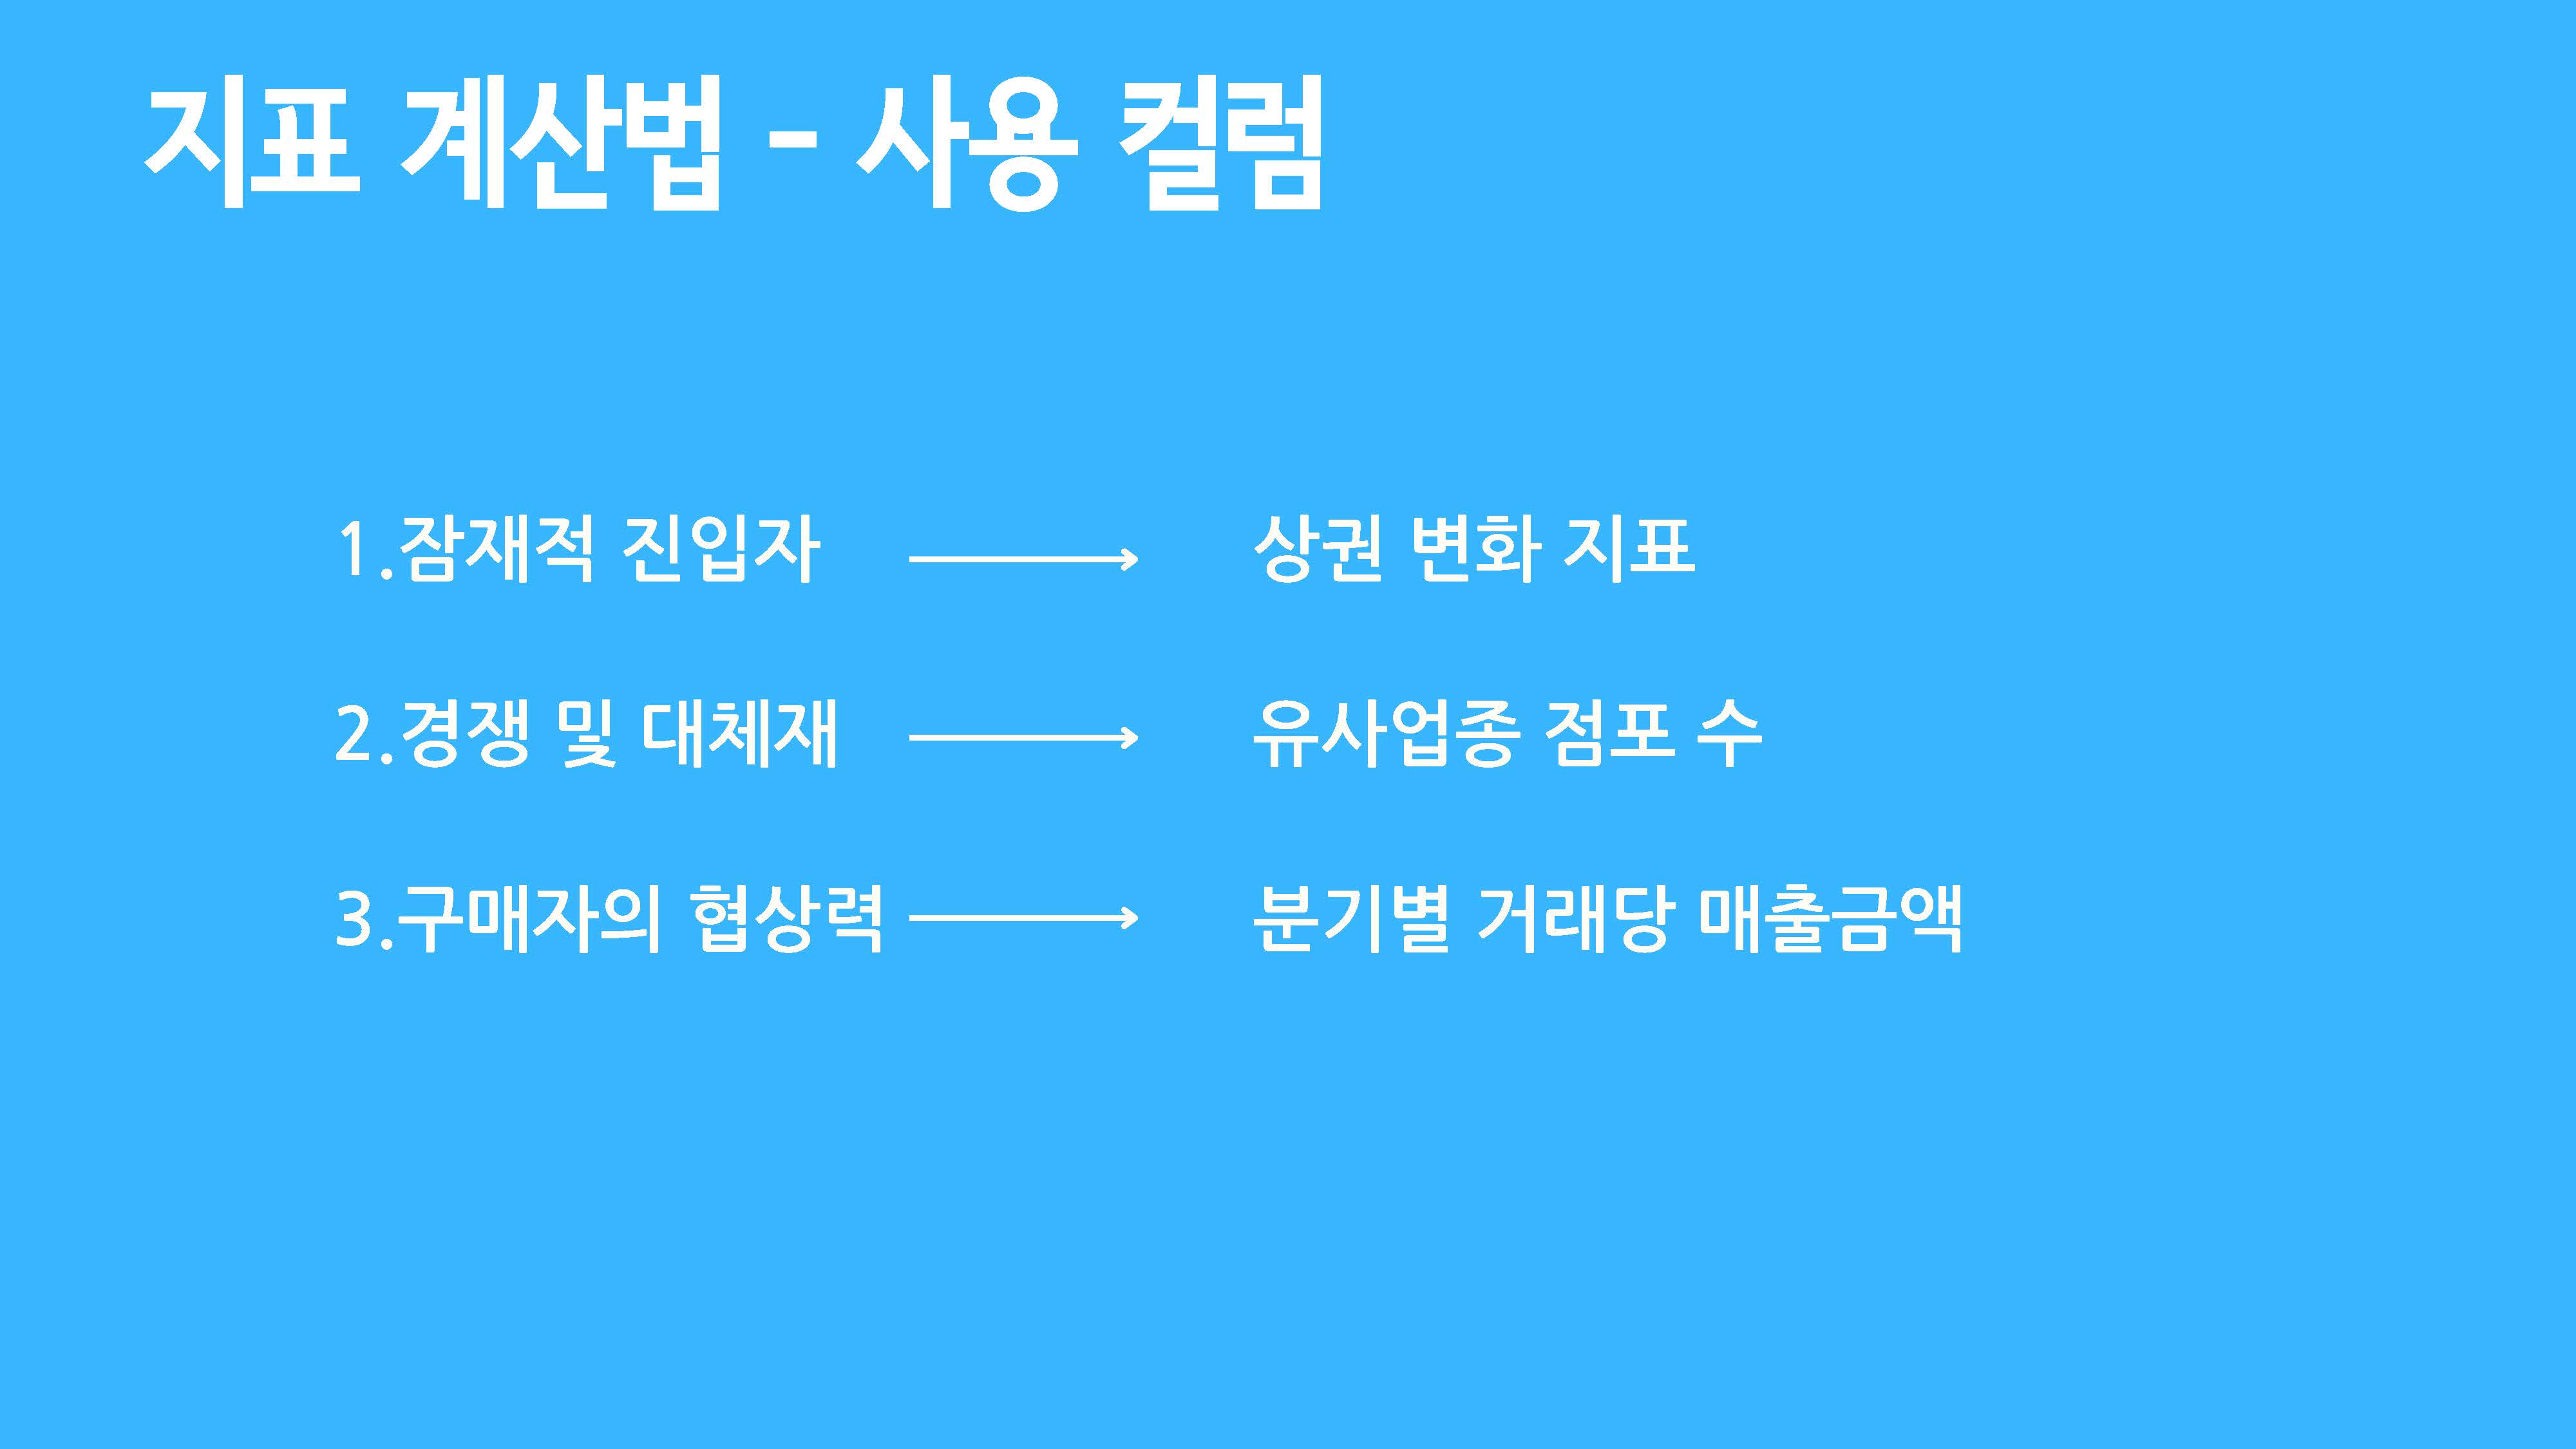 지표 계산법 - 사용 컬럼
1.잠재적 진입자 → 상권 변화 지표
2.경쟁 및 대체재 → 유사업종 점포 수
3.구매자의 협상력 → 분기별 거래당 매출금액